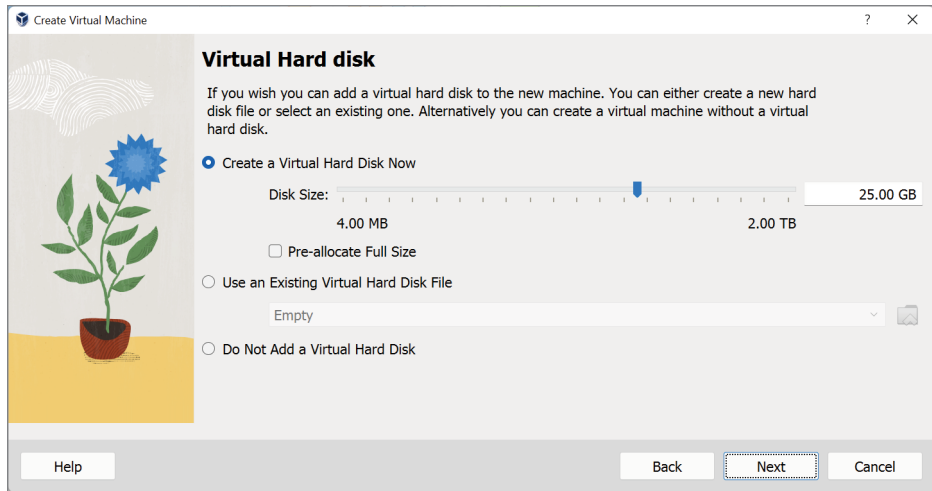 Create Virtual Machine
Virtual Hard disk
If you wish you can add a virtual hard disk to the new machine. You can either create a new hard
disk file or select an existing one. Alternatively you can create a virtual machine without a virtual
hard disk.
Create a Virtual Hard Disk Now
Disk Size: 25.00 GB
4.00 MB 2.00 TB
Pre-allocate Full Size
Use an Existing Virtual Hard Disk File
Empty
Do Not Add a Virtual Hard Disk
Help Back Next Cancel